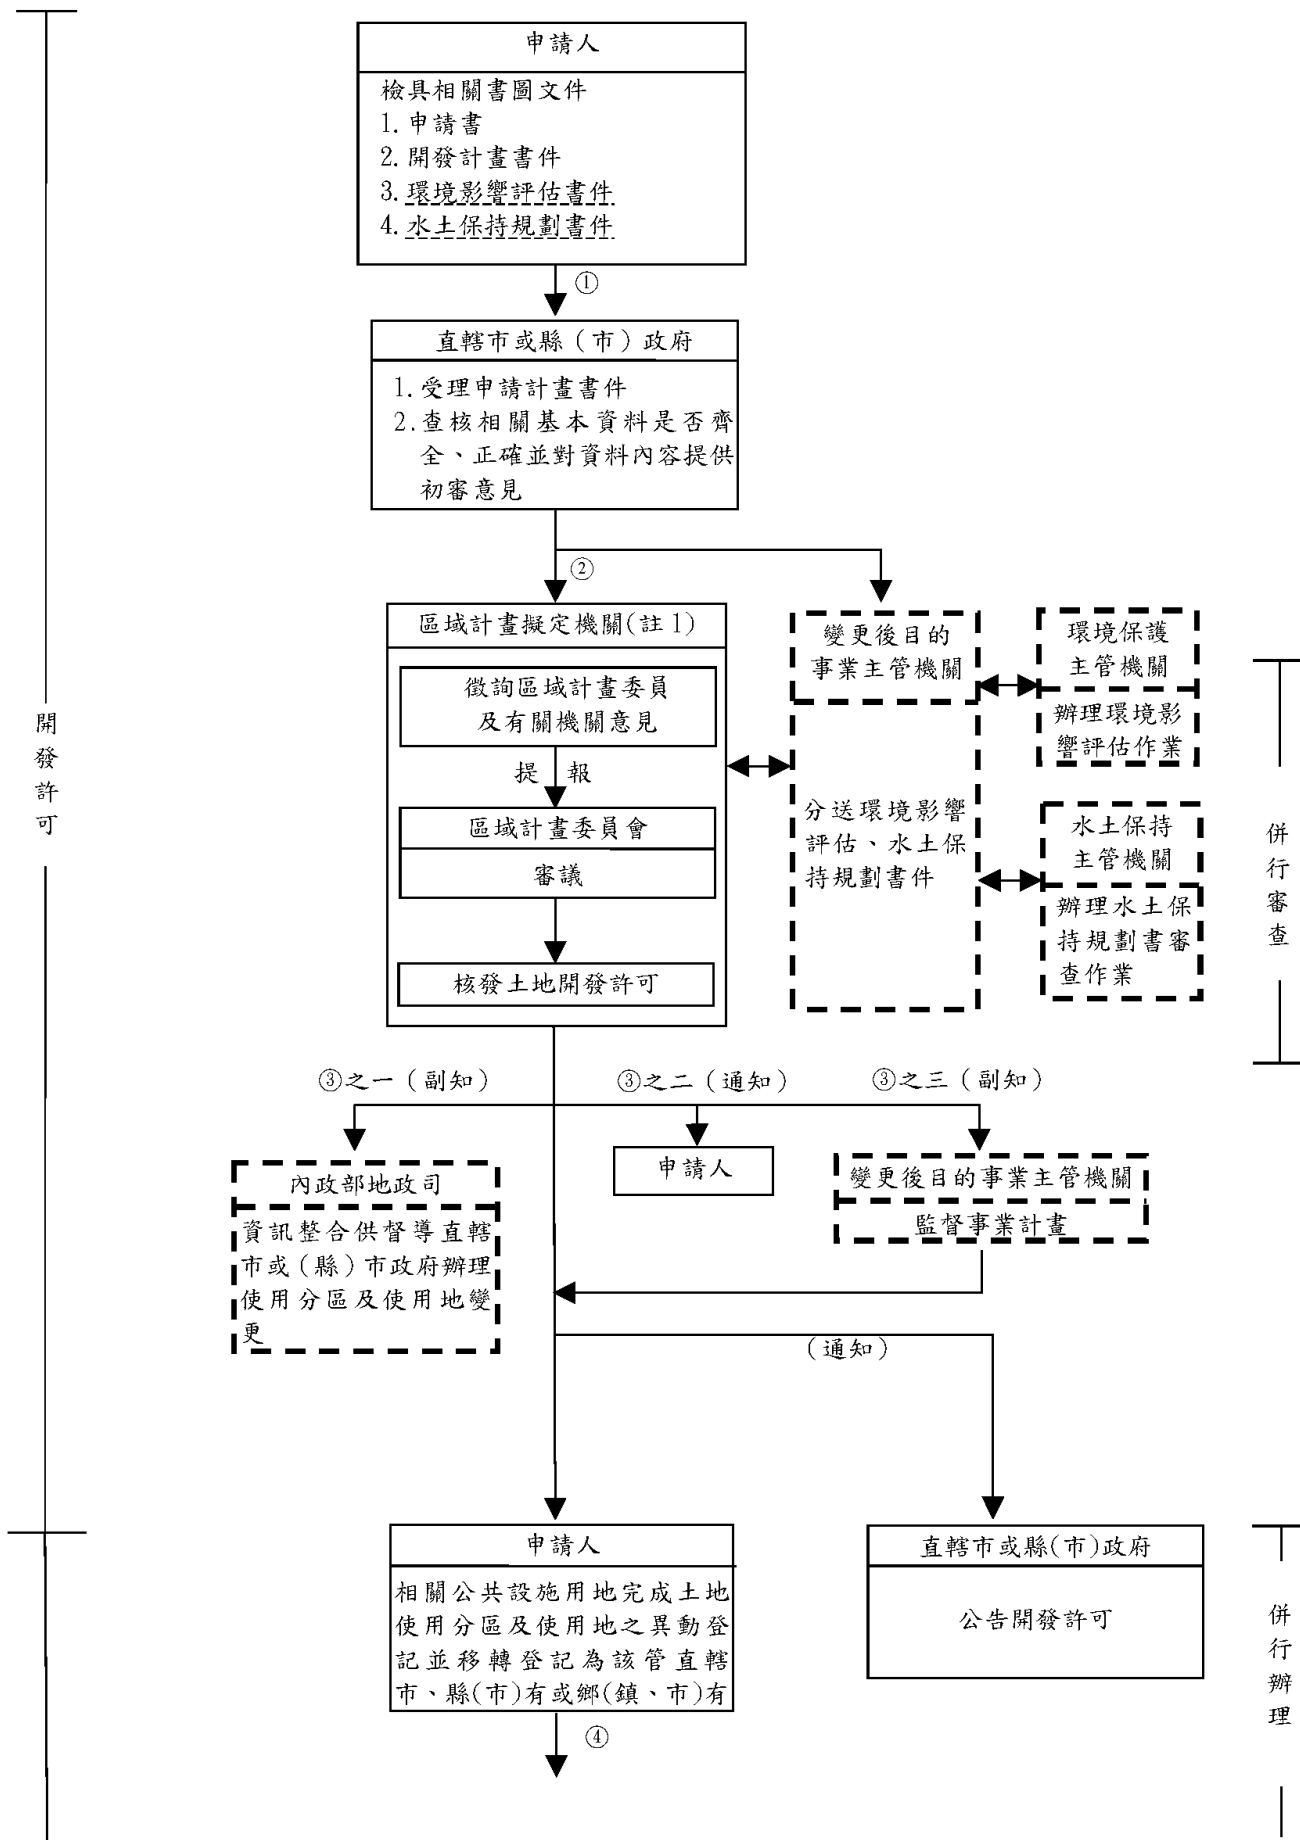 申請人
檢具相關書圖文件
1.申請書
2.開發計畫書件
3.環境影響評估書件
4.水土保持規劃書件
①
直轄市或縣（市）政府
1.受理申請計畫書件
2.查核相關基本資料是否齊
全、正確並對資料內容提供
初審意見
②
區域計畫擬定機關(註1)
徵詢區域計畫委員
及有關機關意見
提 報
區域計畫委員會
審議
核發土地開發許可
變更後目的
事業主管機關
分送環境影響
評估、水土保
持規劃書件
環境保護
主管機關
辦理環境影
響評估作業
水土保持
主管機關
辦理水土保
持規劃書審
查作業
開
發
許
可
併
行
審
查
③之一（副知）
③之二（通知）
③之三（副知）
內政部地政司
資訊整合供督導直轄
市或（縣）市政府辦理
使用分區及使用地變
更
申請人
變更後目的事業主管機關
監督事業計畫
（通知）
申請人
相關公共設施用地完成土地
使用分區及使用地之異動登
記並移轉登記為該管直轄
市、縣(市)有或鄉(鎮、市)有
④
直轄市或縣(市)政府
公告開發許可
併
行
辦
理